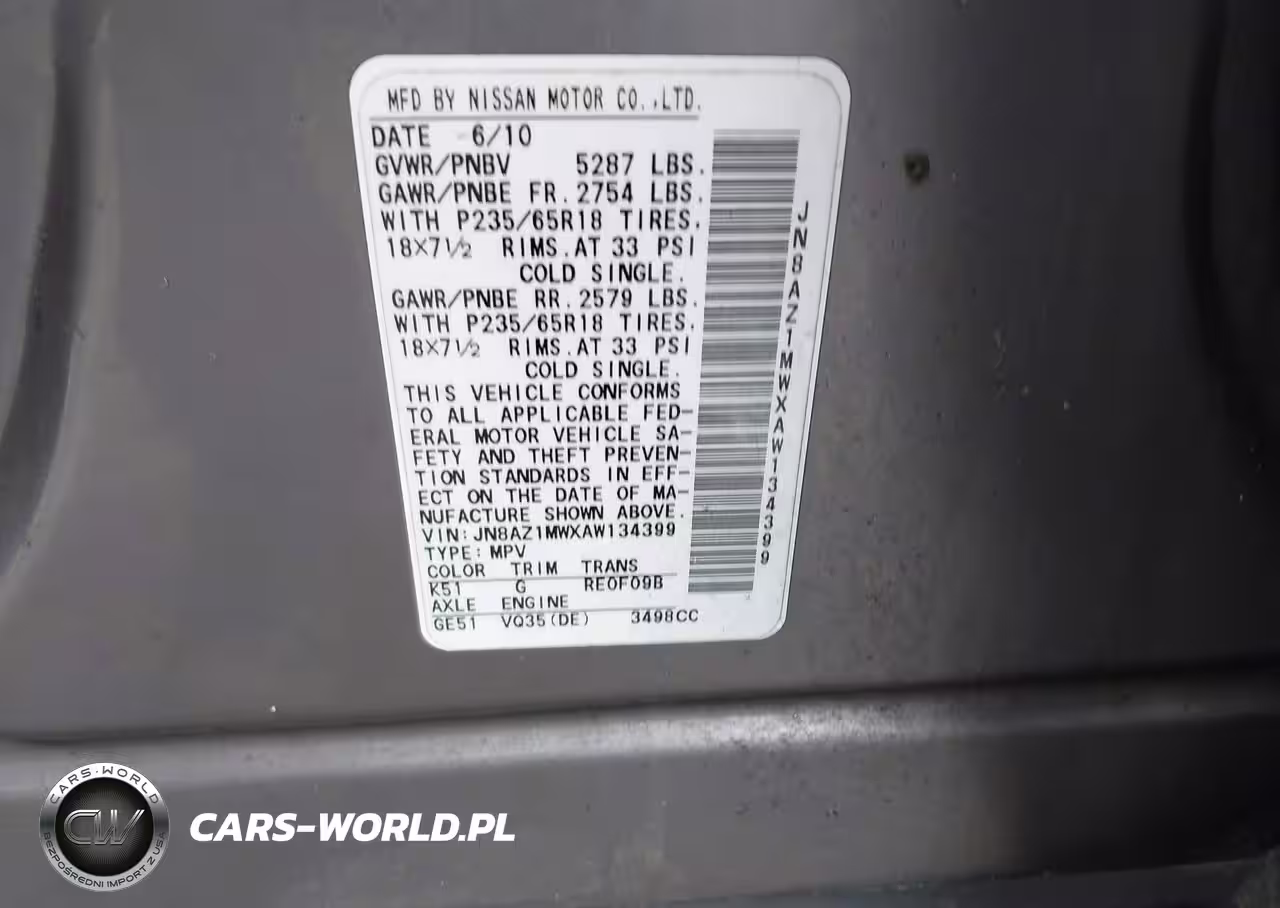 MFD BY NISSAN MOTOR CO.,LTD.
DATE 6/10
GVWR/PNBV 5287 LBS.
GAWR/PNBE FR. 2754 LBS.
WITH P235/65R18 TIRES.
18X7 1/2 RIMS. AT 33 PSI
COLD SINGLE.
GAWR/PNBE RR. 2579 LBS.
WITH P235/65R18 TIRES.
18X7 1/2 RIMS. AT 33 PSI
COLD SINGLE.
THIS VEHICLE CONFORMS
TO ALL APPLICABLE FED-
ERAL MOTOR VEHICLE SA-
FETY AND THEFT PREVEN-
TION STANDARDS IN EFF-
ECT ON THE DATE OF MA-
NUFACTURE SHOWN ABOVE.
VIN: JN8AZ1MWXAW134399
TYPE: MPV
COLOR TRIM TRANS
K51 G RE0F09B
AXLE ENGINE
GE51 VQ35(DE) 3498CC
JN8AZ1MWXAW134399
CARS-WORLD
CW
BEZPOŚREDNI IMPORT Z USA
CARS-WORLD.PL